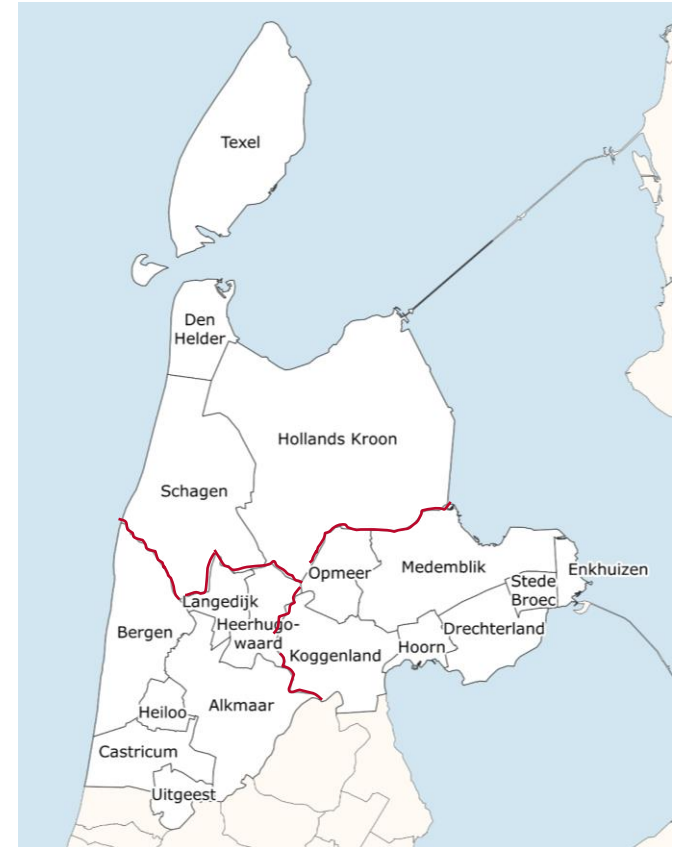 Texel
Den
Helder
Hollands Kroon
Schagen
Opmeer
Medemblik
Enkhuizen
Stede
Broec
Langedijk
Heerhugo-
waard
Bergen
Drechterland
Hoorn
Koggenland
Heiloo
Alkmaar
Castricum
Uitgeest